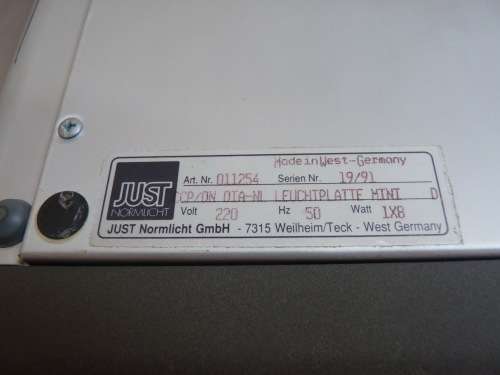 Made in West-Germany
JUST
NORMLICHT
Art. Nr. 011254 Serien Nr. 19/91
CP/ON DIA-NL LEUCHTPLATTE MINI D
Volt 220 Hz 50 Watt 1X8
JUST Normlicht GmbH - 7315 Weilheim/Teck - West Germany